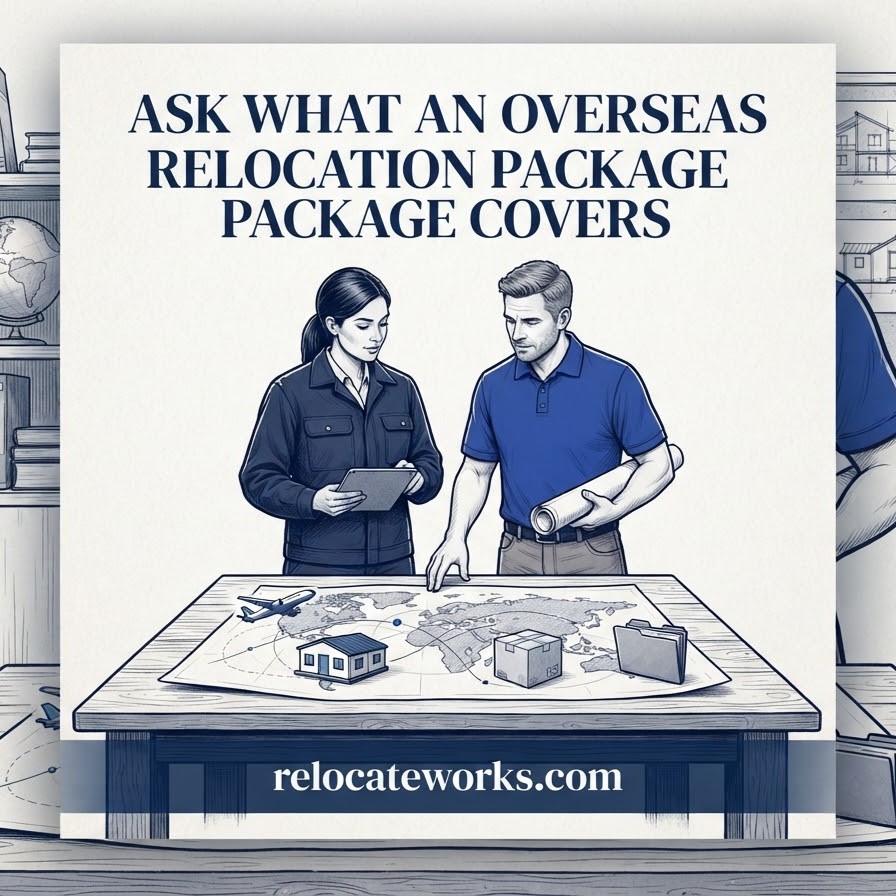 ASK WHAT AN OVERSEAS
RELOCATION PACKAGE
PACKAGE COVERS
relocateworks.com